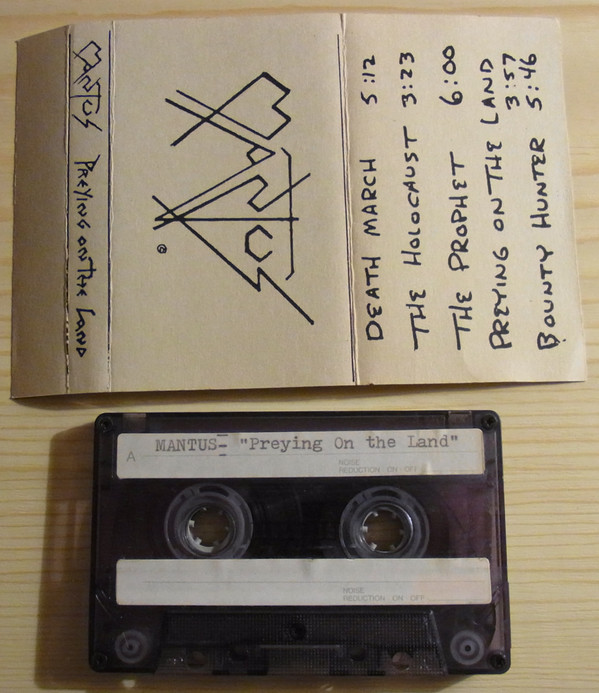 MANTUS PREYING ON THE LAND
MANTUS
©
DEATH MARCH 5:12
THE HOLOCAUST 3:23
THE PROPHET 6:00
PREYING ON THE LAND
3:57
BOUNTY HUNTER 5:46
A MANTUS- "Preying On the Land"
NOISE
REDUCTION ON OFF
NOISE
REDUCTION ON OFF